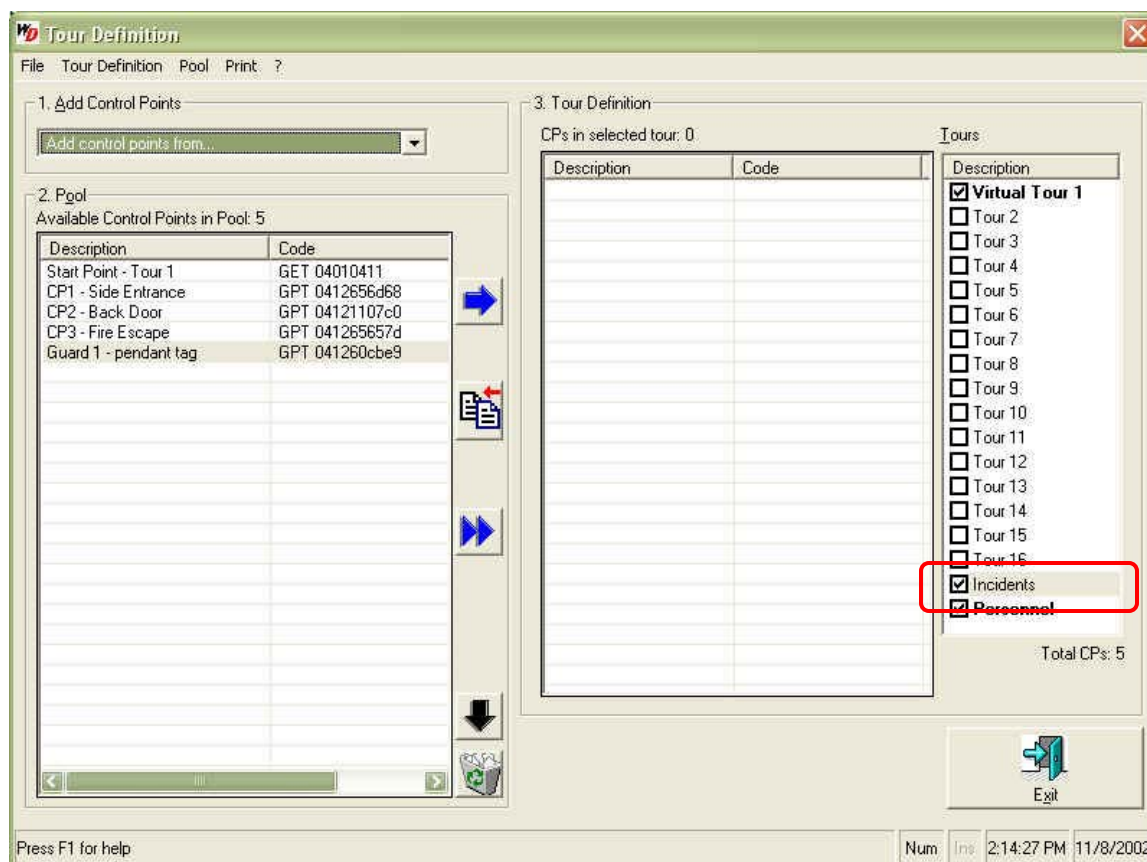 WD Tour Definition
File Tour Definition Pool Print ?
1. Add Control Points
Add control points from...
2. Pool
Available Control Points in Pool: 5
Description Code
Start Point - Tour 1 GET 04010411
CP1 - Side Entrance GPT 0412656d68
CP2 - Back Door GPT 04121107c0
CP3 - Fire Escape GPT 041265657d
Guard 1 - pendant tag GPT 041260cbe9
3. Tour Definition
CPs in selected tour: 0
Description Code
Tours
Description
Virtual Tour 1
Tour 2
Tour 3
Tour 4
Tour 5
Tour 6
Tour 7
Tour 8
Tour 9
Tour 10
Tour 11
Tour 12
Tour 13
Tour 14
Tour 15
Tour 16
Incidents
Personnel
Total CPs: 5
Exit
Press F1 for help
Num Ins 2:14:27 PM 11/8/2002